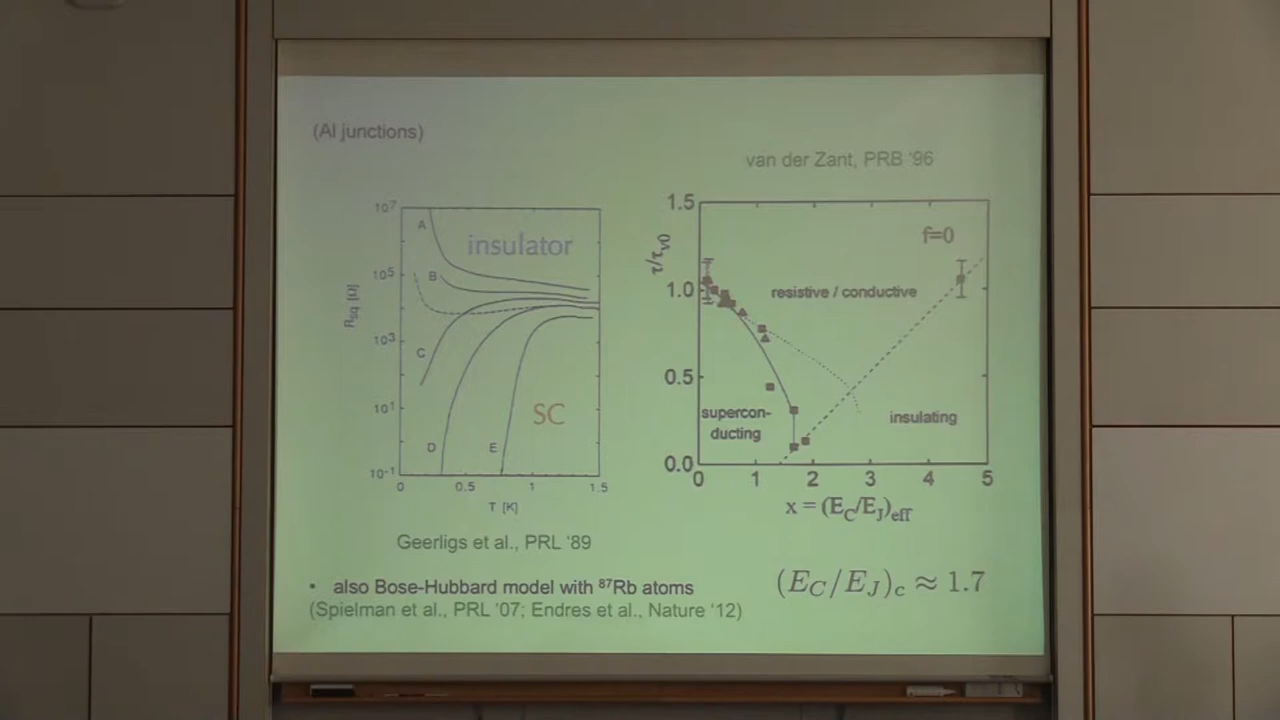 (Al junctions)
van der Zant, PRB ‘96
10⁷
10⁵
10³
10¹
10⁻¹
R_sq [Ω]
A
B
C
D
E
insulator
SC
0
0.5
1
1.5
T [K]
Geerligs et al., PRL ‘89
1.5
1.0
0.5
0.0
τ/τ_v0
f=0
resistive / conductive
supercon-
ducting
insulating
0
1
2
3
4
5
x = (E_C/E_J)_eff
• also Bose-Hubbard model with ⁸⁷Rb atoms
(Spielman et al., PRL ‘07; Endres et al., Nature ‘12)
(E_C/E_J)_c ≈ 1.7